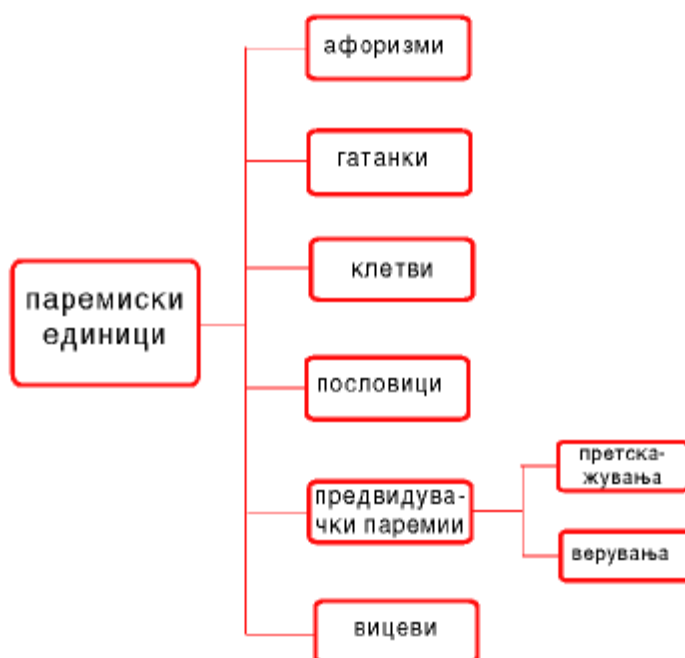 афоризми
гатанки
клетви
паремиски
единици
пословици
претска-
жувања
предвидува-
чки паремии
верувања
вицеви